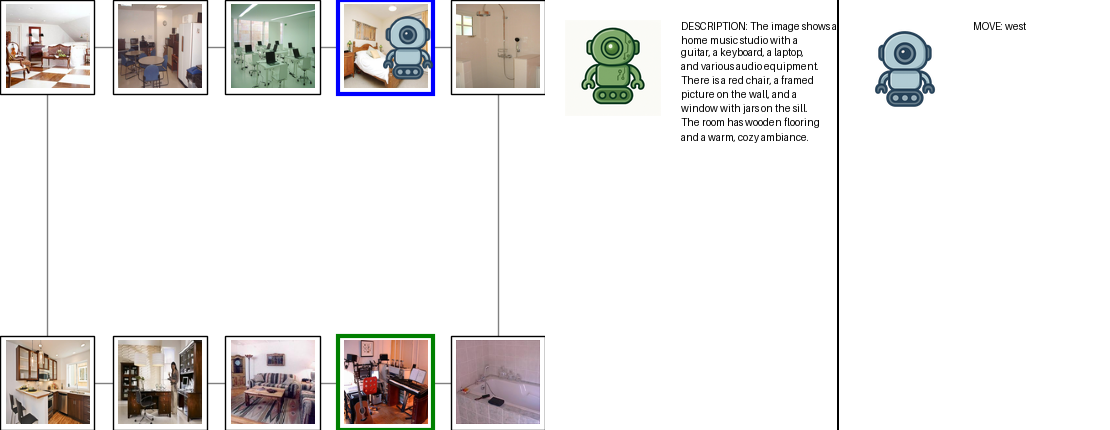 DESCRIPTION: The image shows a
home music studio with a
guitar, a keyboard, a laptop,
and various audio equipment.
There is a red chair, a framed
picture on the wall, and a
window with jars on the sill.
The room has wooden flooring
and a warm, cozy ambiance.
MOVE: west